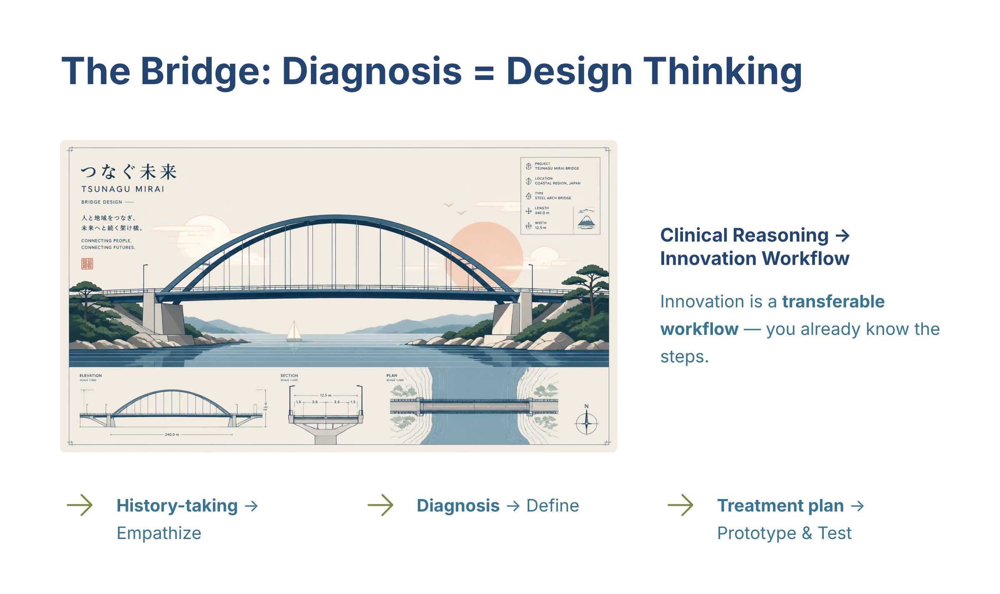 The Bridge: Diagnosis = Design Thinking
つなぐ未来
TSUNAGU MIRAI
BRIDGE DESIGN
人と地域をつなぎ、
未来へと続く架け橋。
CONNECTING PEOPLE,
CONNECTING FUTURES.
PROJECT
TSUNAGU MIRAI BRIDGE
LOCATION
COASTAL REGION, JAPAN
TYPE
STEEL ARCH BRIDGE
LENGTH
340.0 m
WIDTH
12.5 m
ELEVATION
SCALE 1:500
240.0 m
SECTION
SCALE 1:200
12.5 m
1.5 3.5 3.5 1.5
PLAN
SCALE 1:500
N
Clinical Reasoning →
Innovation Workflow
Innovation is a transferable
workflow — you already know the
steps.
History-taking →
Empathize
Diagnosis → Define
Treatment plan →
Prototype & Test